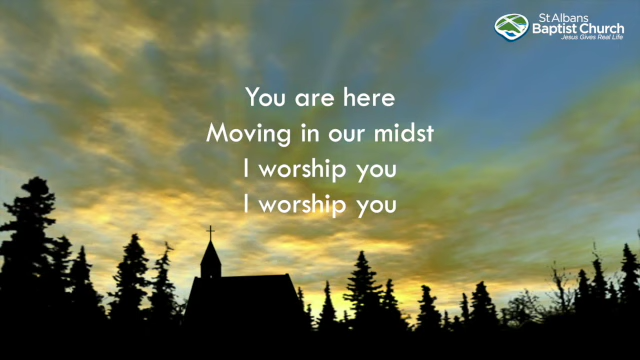 St Albans
Baptist Church
Jesus Gives Real Life
You are here
Moving in our midst
I worship you
I worship you